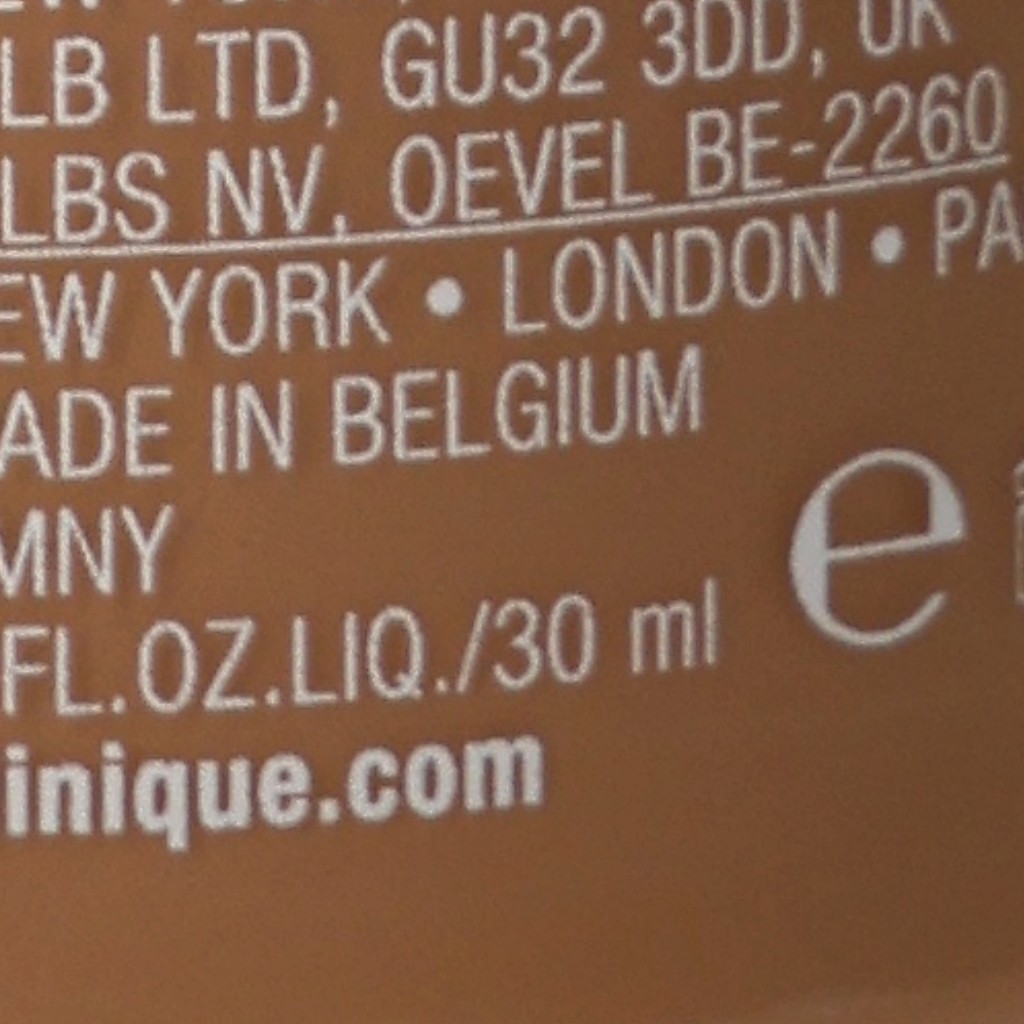 LB LTD, GU32 3DD, UK
LBS NV, OEVEL BE-2260
EW YORK • LONDON • PA
ADE IN BELGIUM
MNY
FL.OZ.LIQ./30 ml e
inique.com